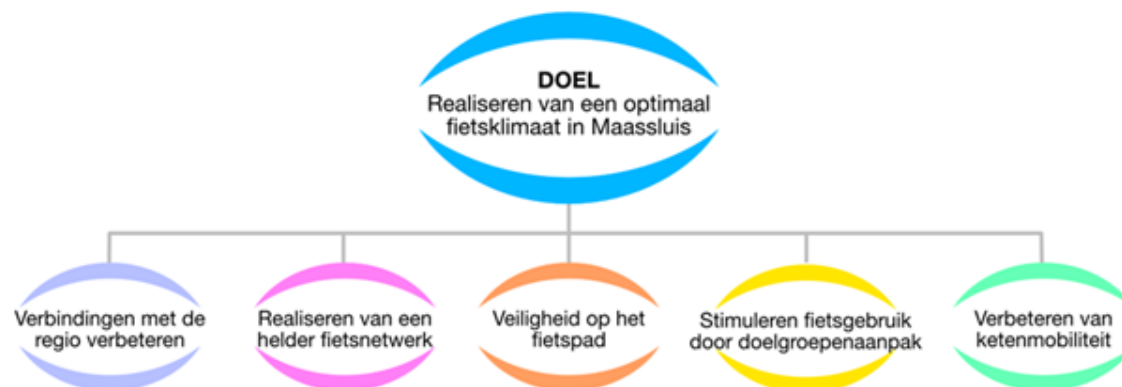 DOEL
Realiseren van een optimaal
fietsklimaat in Maassluis
Verbindingen met de
regio verbeteren
Realiseren van een
helder fietsnetwerk
Veiligheid op het
fietspad
Stimuleren fietsgebruik
door doelgroepenaanpak
Verbeteren van
ketenmobiliteit